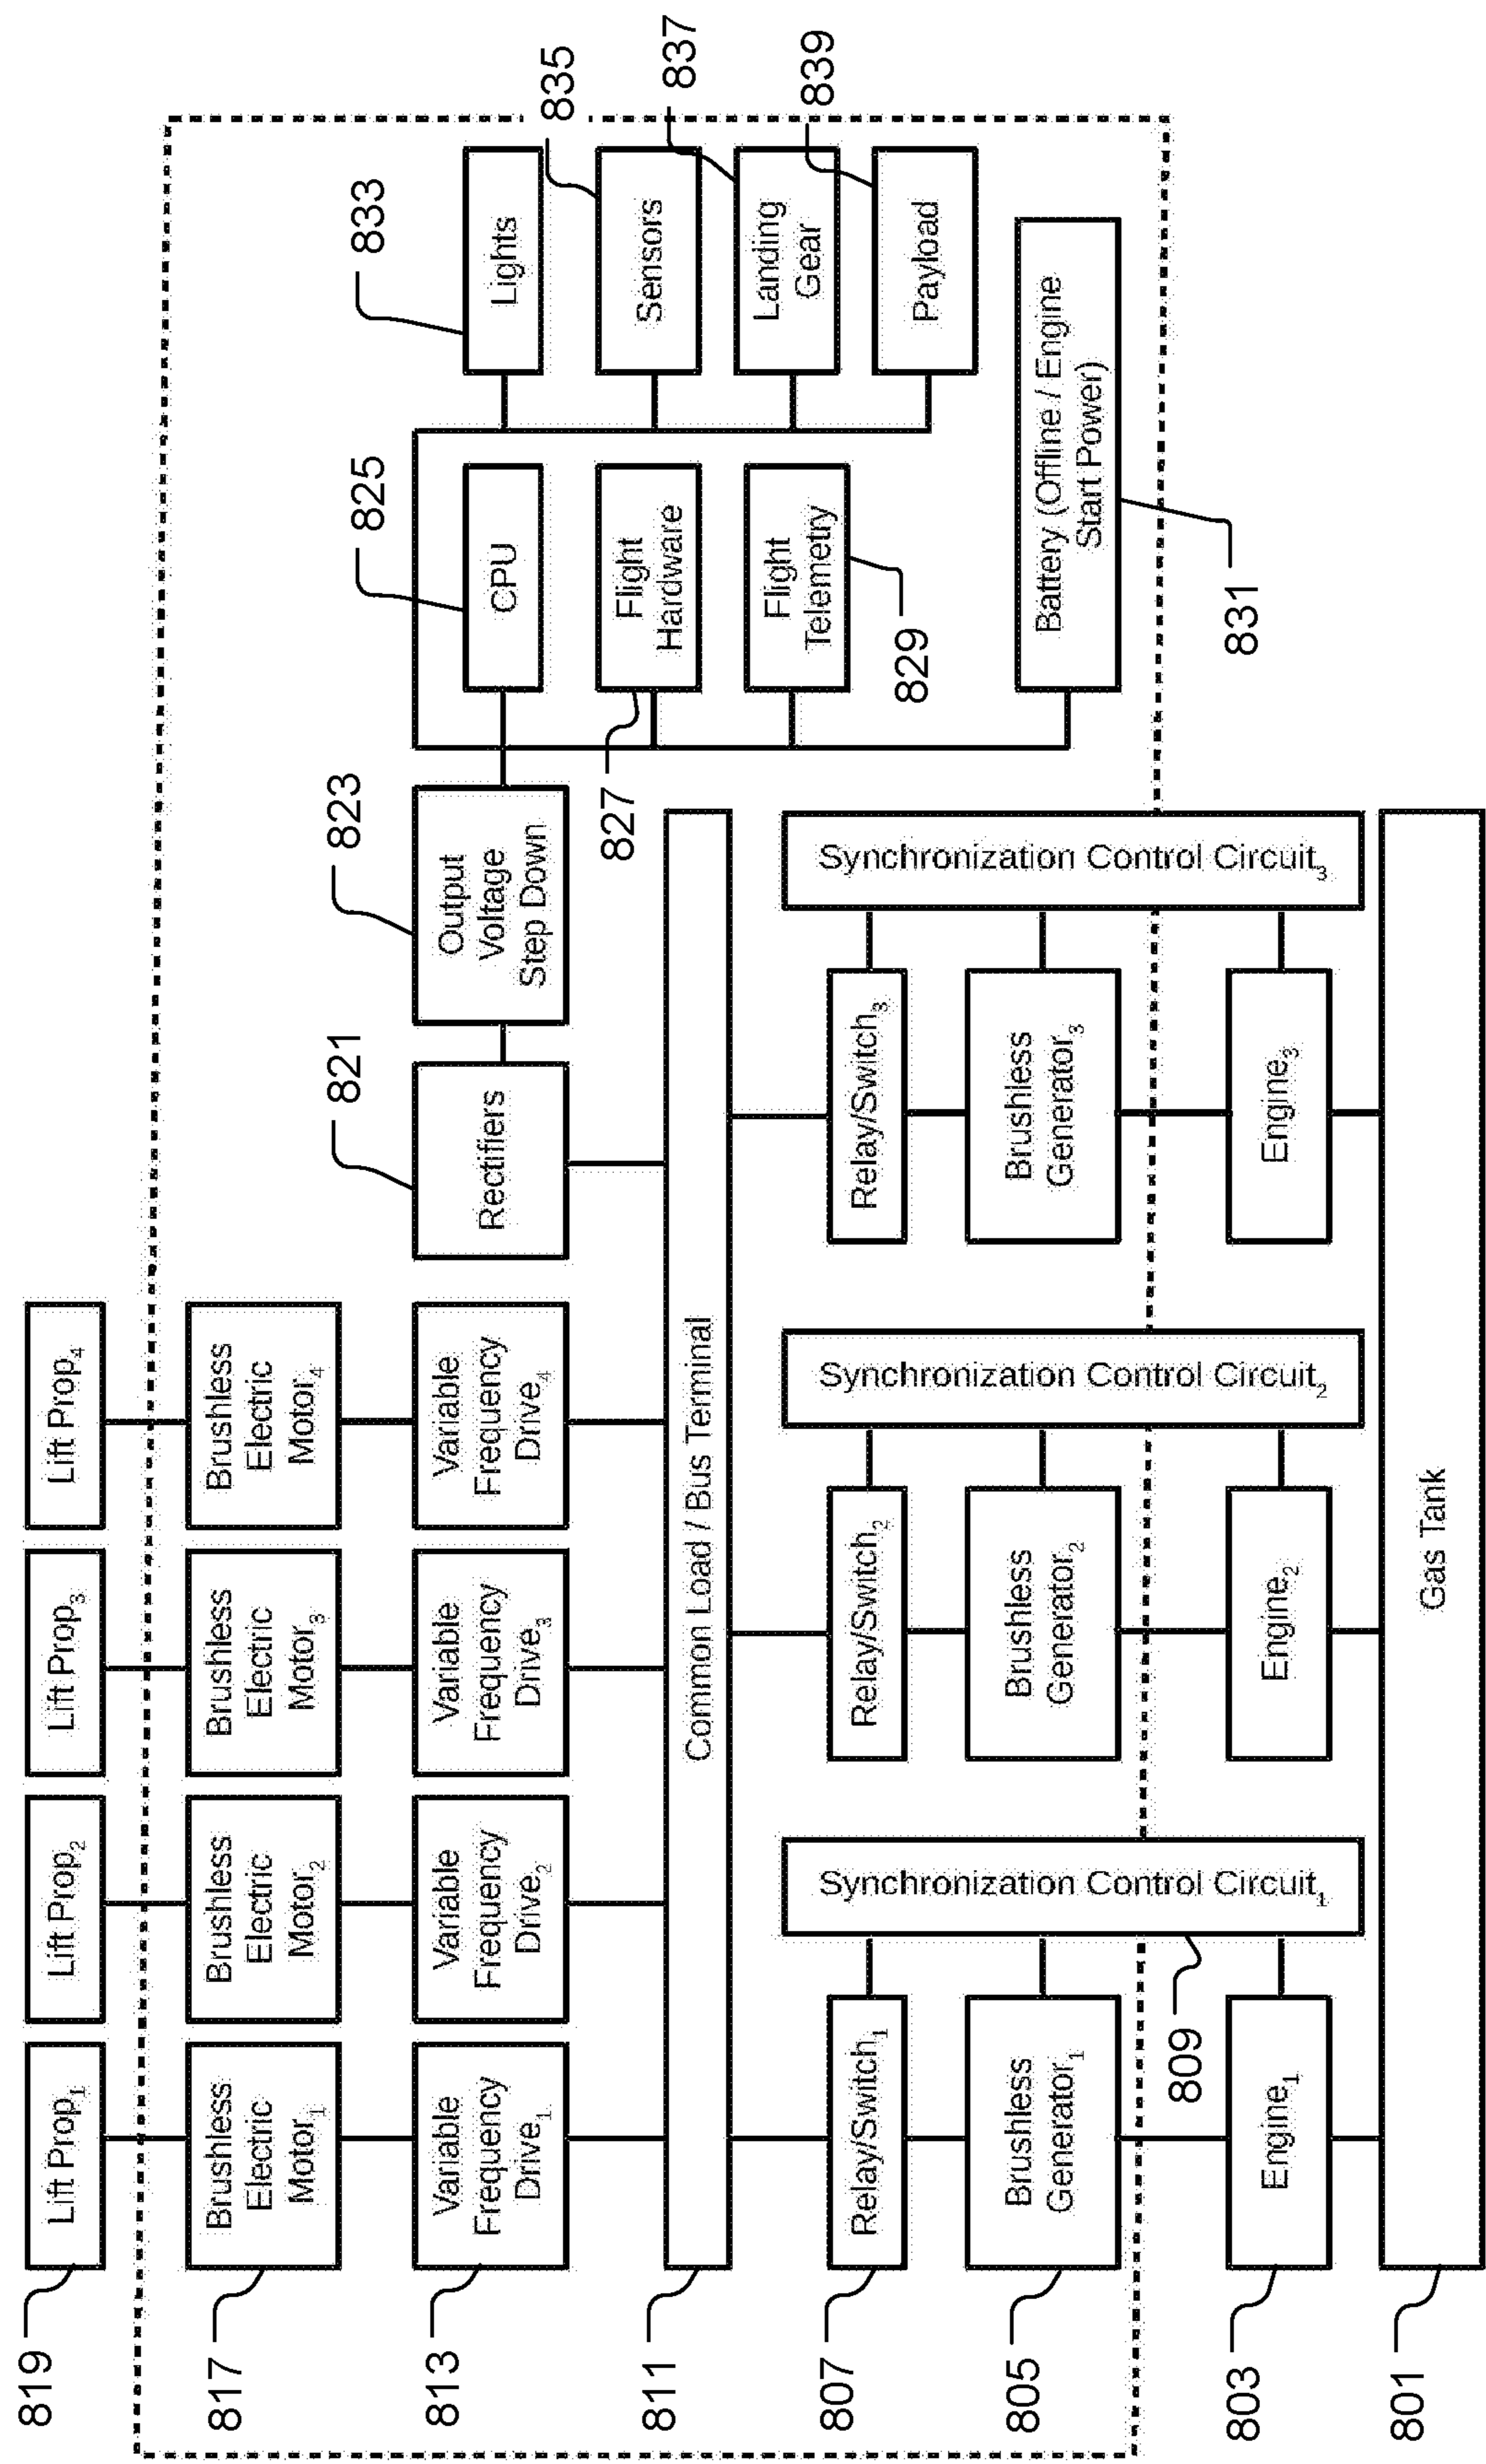 819
Lift Prop1
Lift Prop2
Lift Prop3
Lift Prop4
817
Brushless
Electric
Motor1
Brushless
Electric
Motor2
Brushless
Electric
Motor3
Brushless
Electric
Motor4
813
Variable
Frequency
Drive1
Variable
Frequency
Drive2
Variable
Frequency
Drive3
Variable
Frequency
Drive4
821
Rectifiers
823
Output
Voltage
Step Down
825
CPU
833
Lights
827
Flight
Hardware
835
Sensors
829
Flight
Telemetry
837
Landing
Gear
839
Payload
831
Battery (Offline / Engine
Start Power)
811
Common Load / Bus Terminal
807
Relay/Switch1
Relay/Switch2
Relay/Switch3
805
Brushless
Generator1
Brushless
Generator2
Brushless
Generator3
809
Synchronization Control Circuit1
Synchronization Control Circuit2
Synchronization Control Circuit3
803
Engine1
Engine2
Engine3
801
Gas Tank